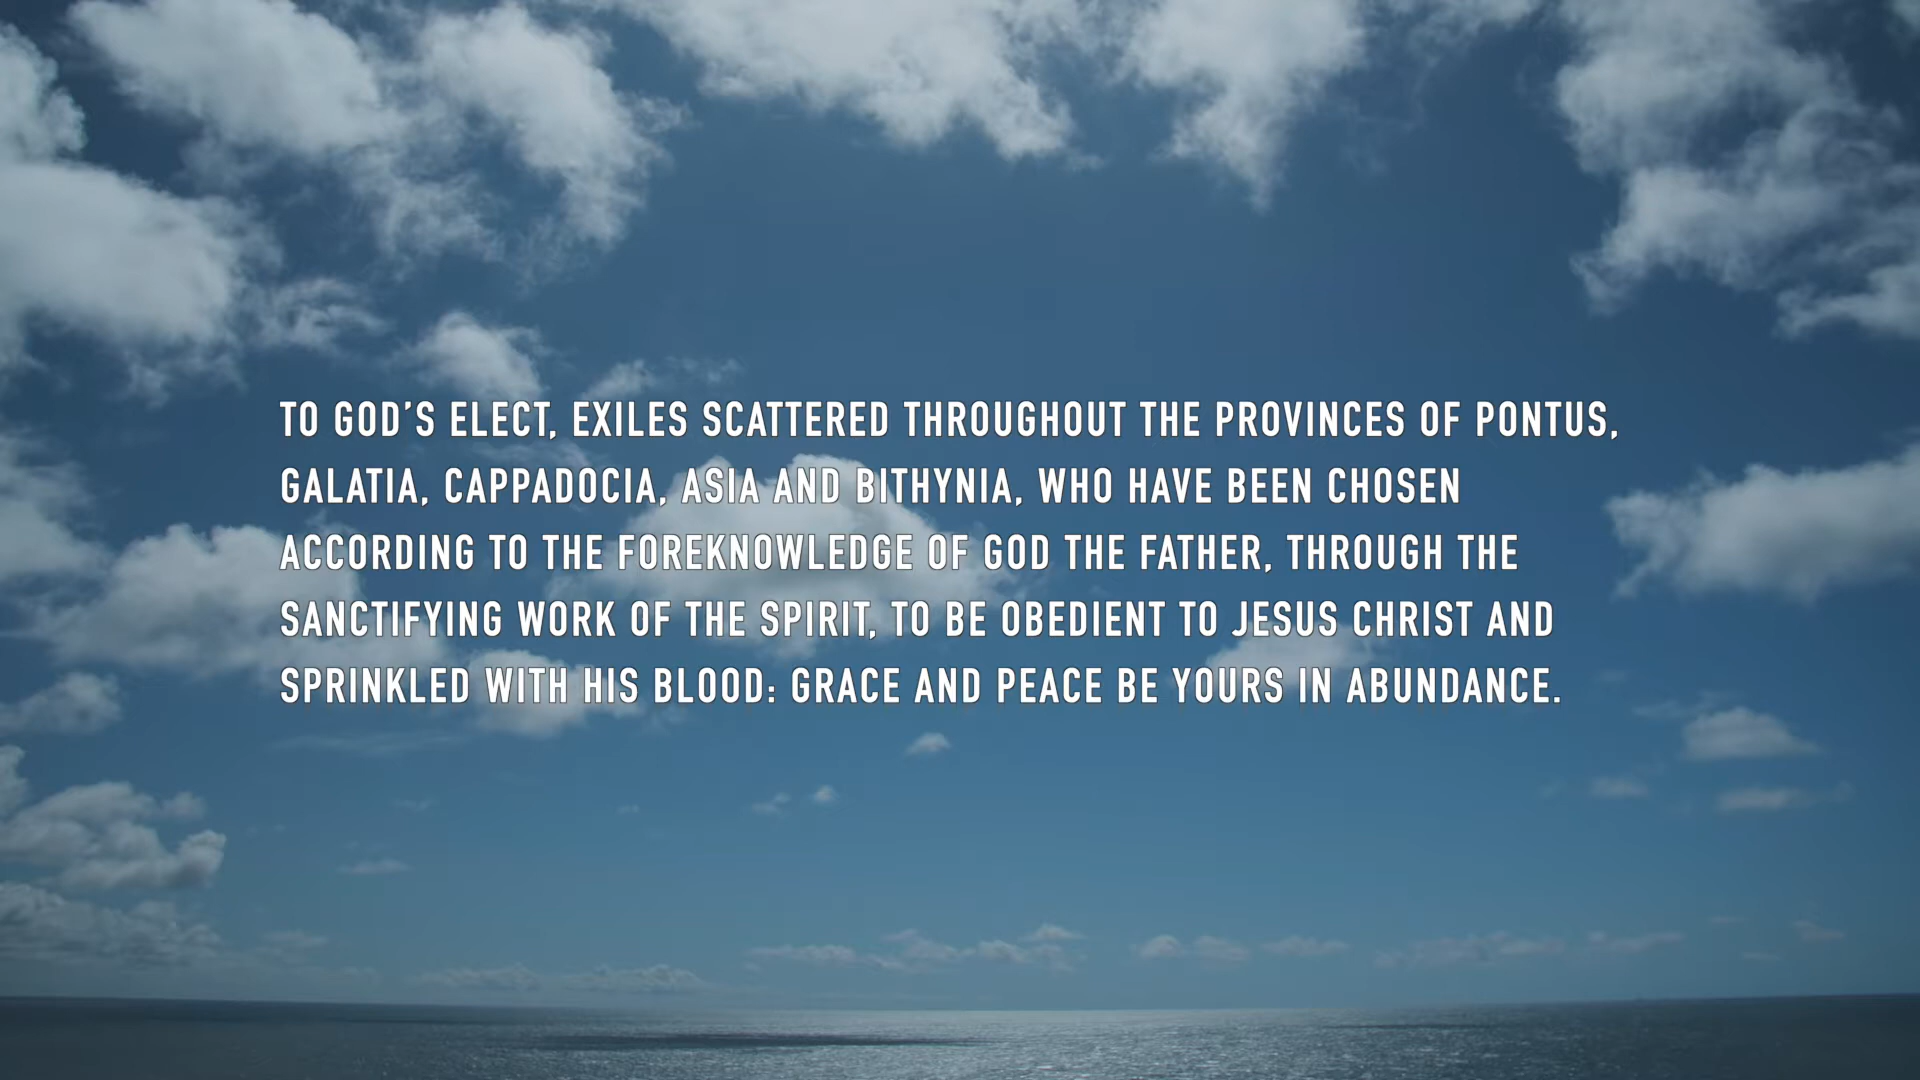 TO GOD’S ELECT, EXILES SCATTERED THROUGHOUT THE PROVINCES OF PONTUS,
GALATIA, CAPPADOCIA, ASIA AND BITHYNIA, WHO HAVE BEEN CHOSEN
ACCORDING TO THE FOREKNOWLEDGE OF GOD THE FATHER, THROUGH THE
SANCTIFYING WORK OF THE SPIRIT, TO BE OBEDIENT TO JESUS CHRIST AND
SPRINKLED WITH HIS BLOOD: GRACE AND PEACE BE YOURS IN ABUNDANCE.